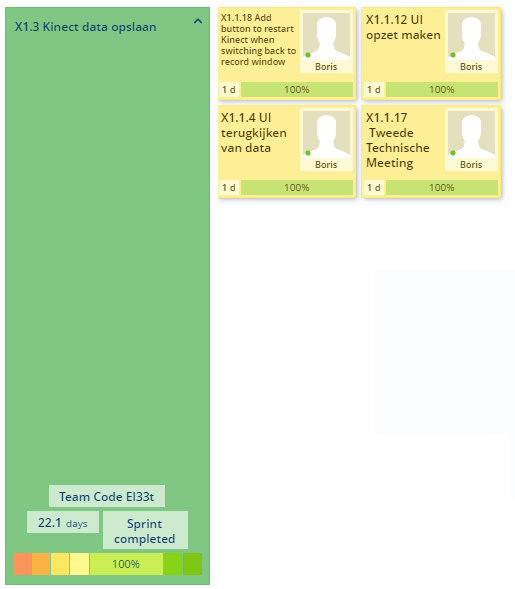 X1.3 Kinect data opslaan
Team Code El33t
22.1 days
Sprint
completed
100%
X1.1.18 Add
button to restart
Kinect when
switching back to
record window
Boris
1 d
100%
X1.1.12 UI
opzet maken
Boris
1 d
100%
X1.1.4 UI
terugkijken
van data
Boris
1 d
100%
X1.1.17
Tweede
Technische
Meeting
Boris
1 d
100%